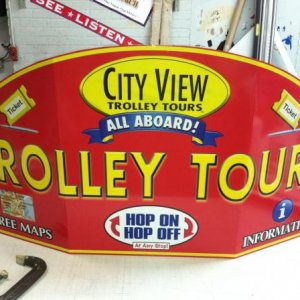 SEE • LISTEN •
CITY VIEW
TROLLEY TOURS
ALL ABOARD!
Ticket
Ticket
TROLLEY TOUR
HOP ON
HOP OFF
At Any Stop!
REE MAPS
i
INFORMATI